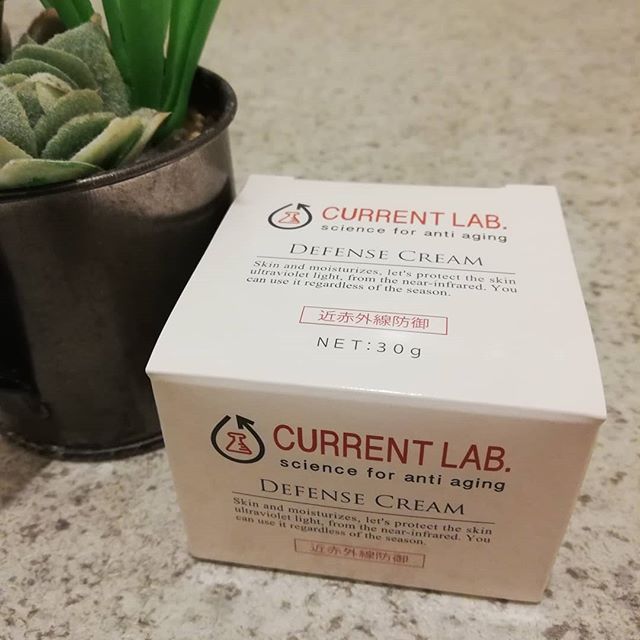 CURRENT LAB.
science for anti aging
DEFENSE CREAM
Skin and moisturizes, let's protect the skin
ultraviolet light, from the near-infrared. You
can use it regardless of the season.
近赤外線防御
NET:30g
CURRENT LAB.
science for anti aging
DEFENSE CREAM
Skin and moisturizes, let's protect the skin
ultraviolet light, from the near-infrared. You
can use it regardless of the season.
近赤外線防御